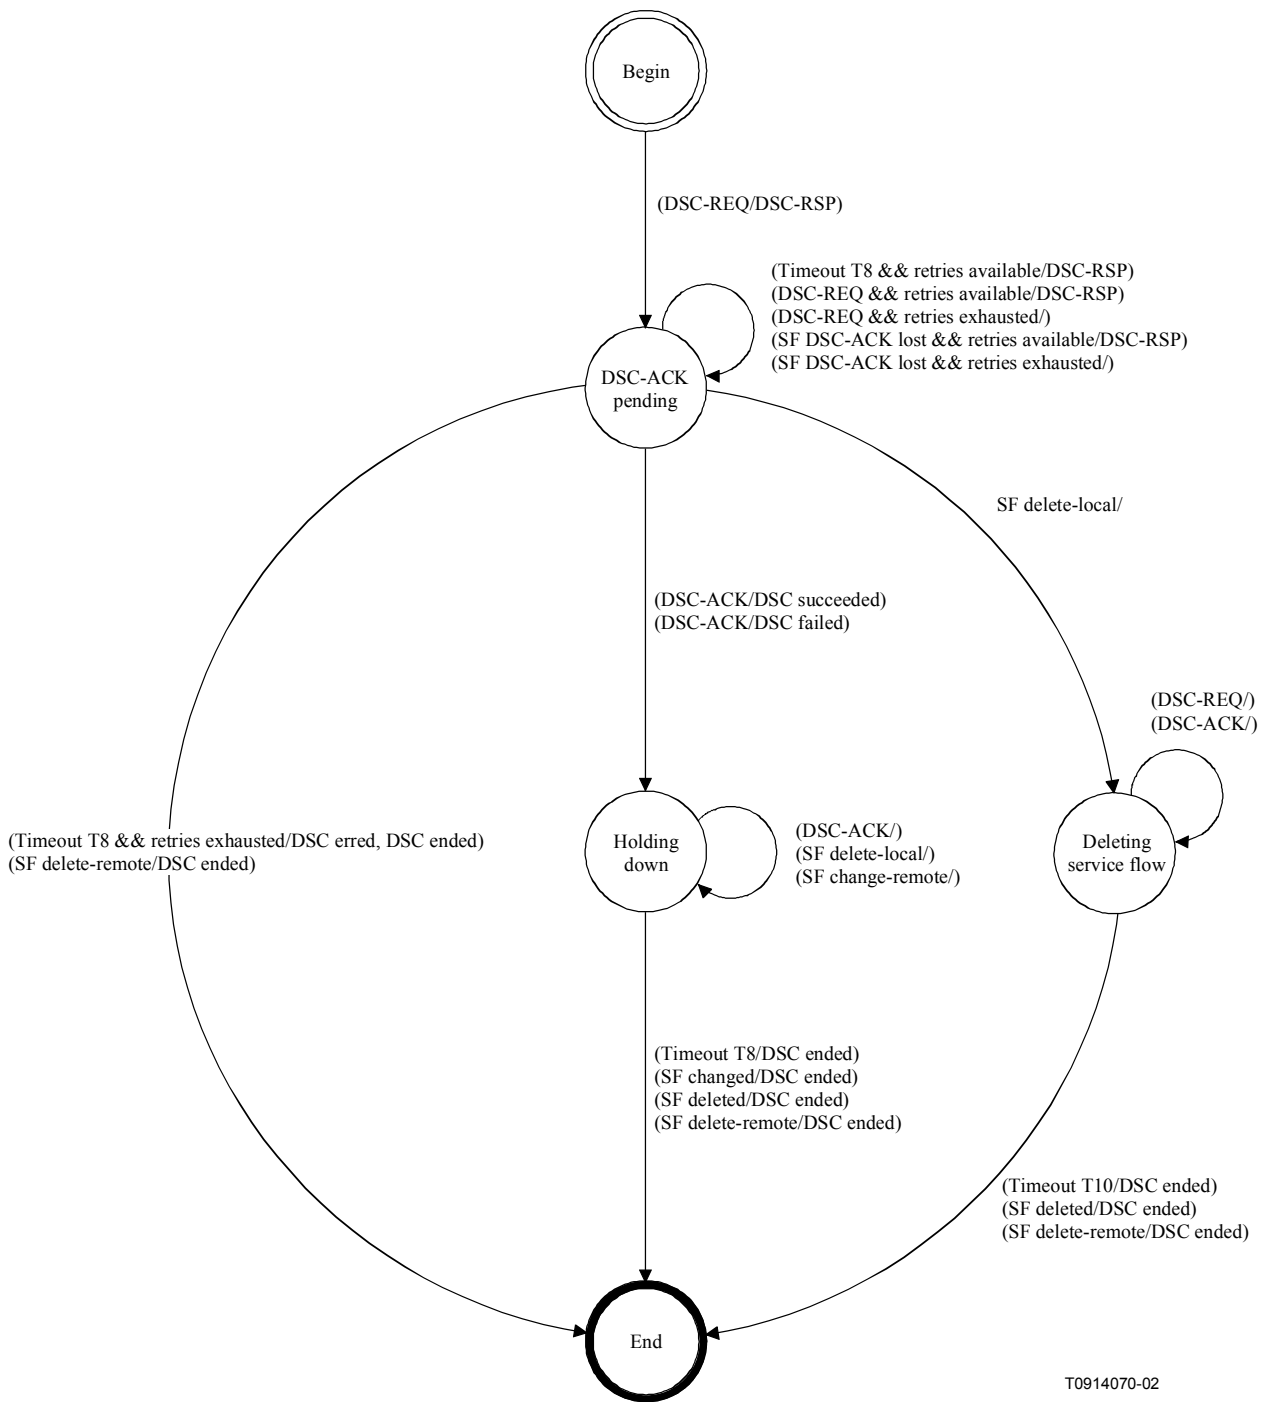 Begin
(DSC-REQ/DSC-RSP)
(Timeout T8 && retries available/DSC-RSP)
(DSC-REQ && retries available/DSC-RSP)
(DSC-REQ && retries exhausted/)
(SF DSC-ACK lost && retries available/DSC-RSP)
(SF DSC-ACK lost && retries exhausted/)
DSC-ACK
pending
SF delete-local/
(DSC-ACK/DSC succeeded)
(DSC-ACK/DSC failed)
(DSC-REQ/)
(DSC-ACK/)
(Timeout T8 && retries exhausted/DSC erred, DSC ended)
(SF delete-remote/DSC ended)
Holding
down
(DSC-ACK/)
(SF delete-local/)
(SF change-remote/)
Deleting
service flow
(Timeout T8/DSC ended)
(SF changed/DSC ended)
(SF deleted/DSC ended)
(SF delete-remote/DSC ended)
(Timeout T10/DSC ended)
(SF deleted/DSC ended)
(SF delete-remote/DSC ended)
End
T0914070-02